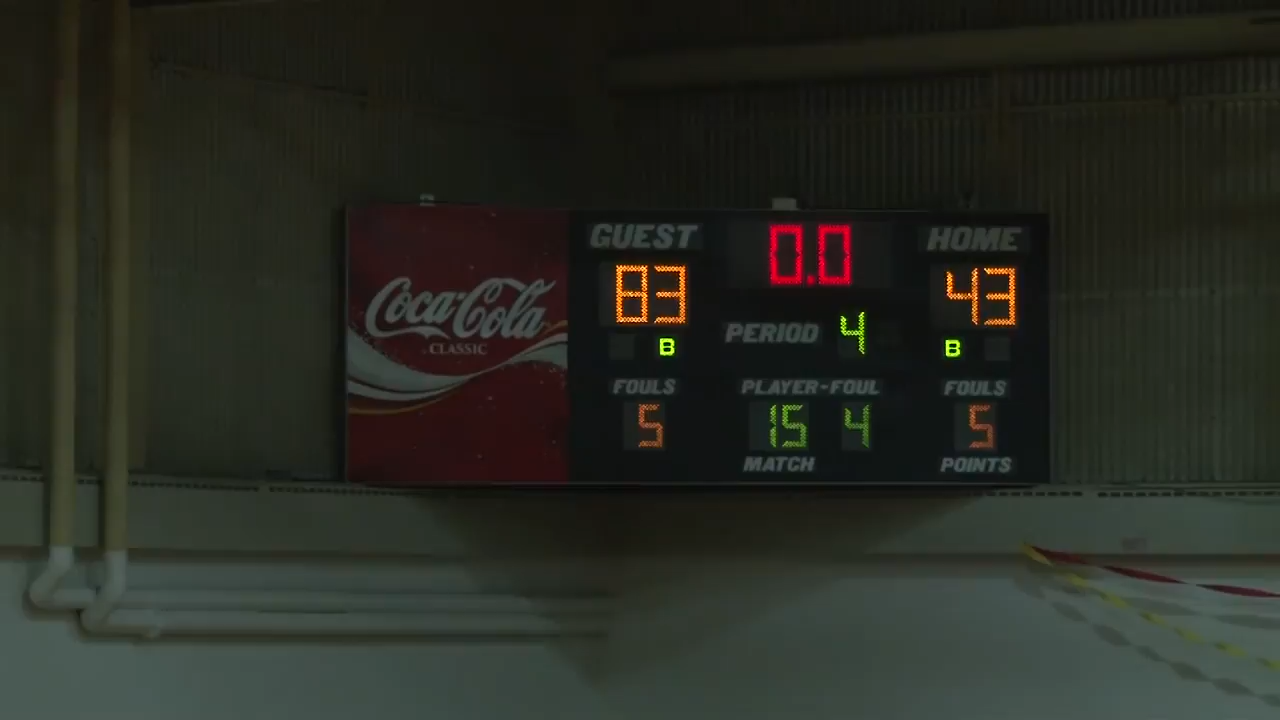 Coca-Cola
CLASSIC
GUEST 0.0 HOME
83 43
PERIOD 4
B B
FOULS PLAYER-FOUL FOULS
5 15 4 5
MATCH POINTS